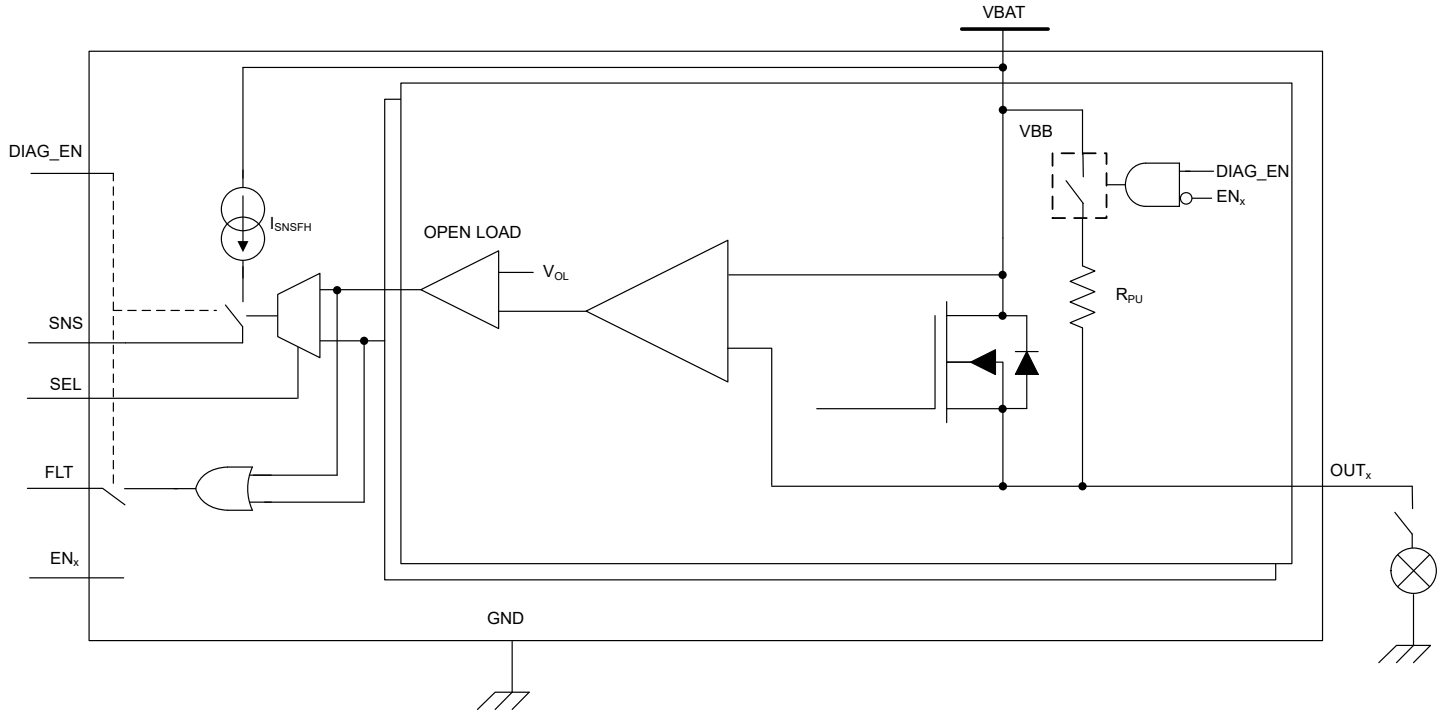 VBAT
VBB
DIAG_EN
DIAG_EN
ENx
ISNSFH
OPEN LOAD
VOL
RPU
SNS
SEL
FLT
OUTx
ENx
GND